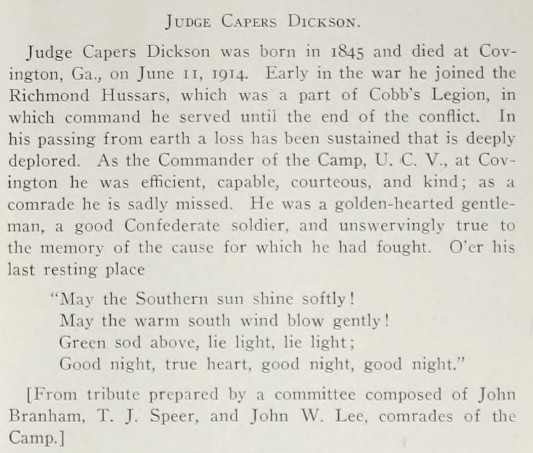 JUDGE CAPERS DICKSON.
Judge Capers Dickson was born in 1845 and died at Cov-
ington, Ga., on June 11, 1914. Early in the war he joined the
Richmond Hussars, which was a part of Cobb's Legion, in
which command he served until the end of the conflict. In
his passing from earth a loss has been sustained that is deeply
deplored. As the Commander of the Camp, U. C. V., at Cov-
ington he was efficient, capable, courteous, and kind; as a
comrade he is sadly missed. He was a golden-hearted gentle-
man, a good Confederate soldier, and unswervingly true to
the memory of the cause for which he had fought. O'er his
last resting place
"May the Southern sun shine softly!
May the warm south wind blow gently!
Green sod above, lie light, lie light;
Good night, true heart, good night, good night."
[From tribute prepared by a committee composed of John
Branham, T. J. Speer, and John W. Lee, comrades of the
Camp.]